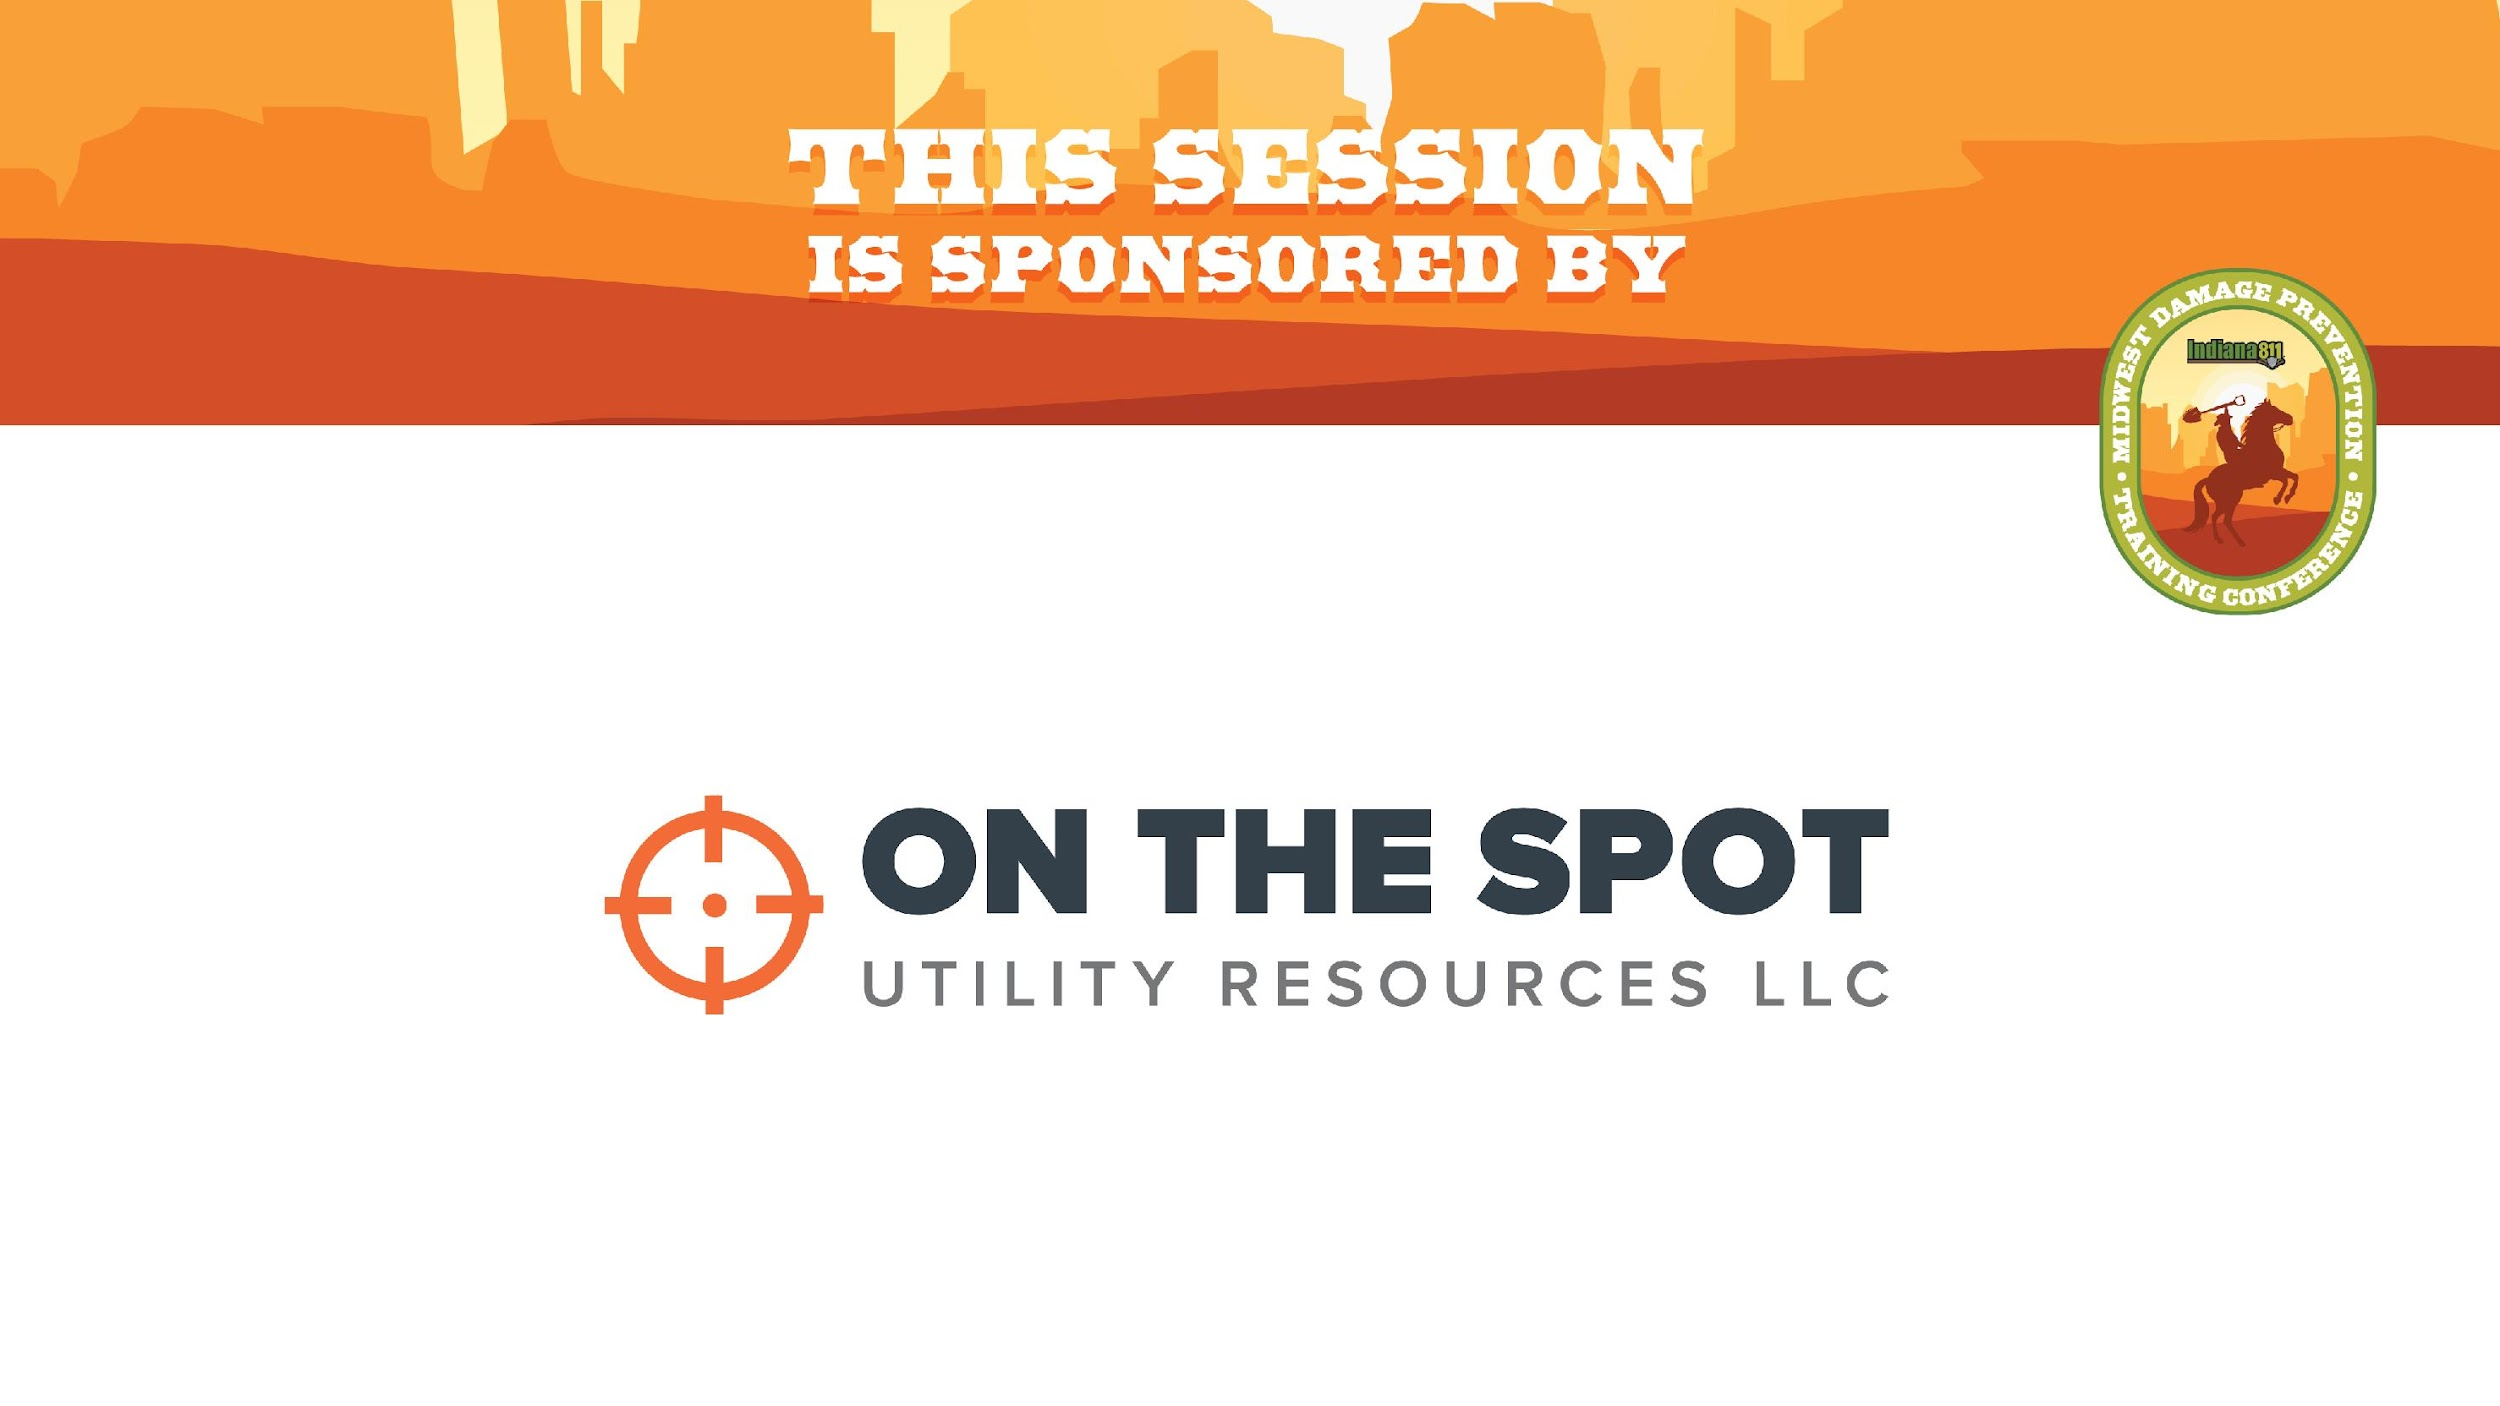 THIS SESSION
IS SPONSORED BY
Indiana811
MIDWEST DAMAGE PREVENTION
TRAINING CONFERENCE
ON THE SPOT
UTILITY RESOURCES LLC